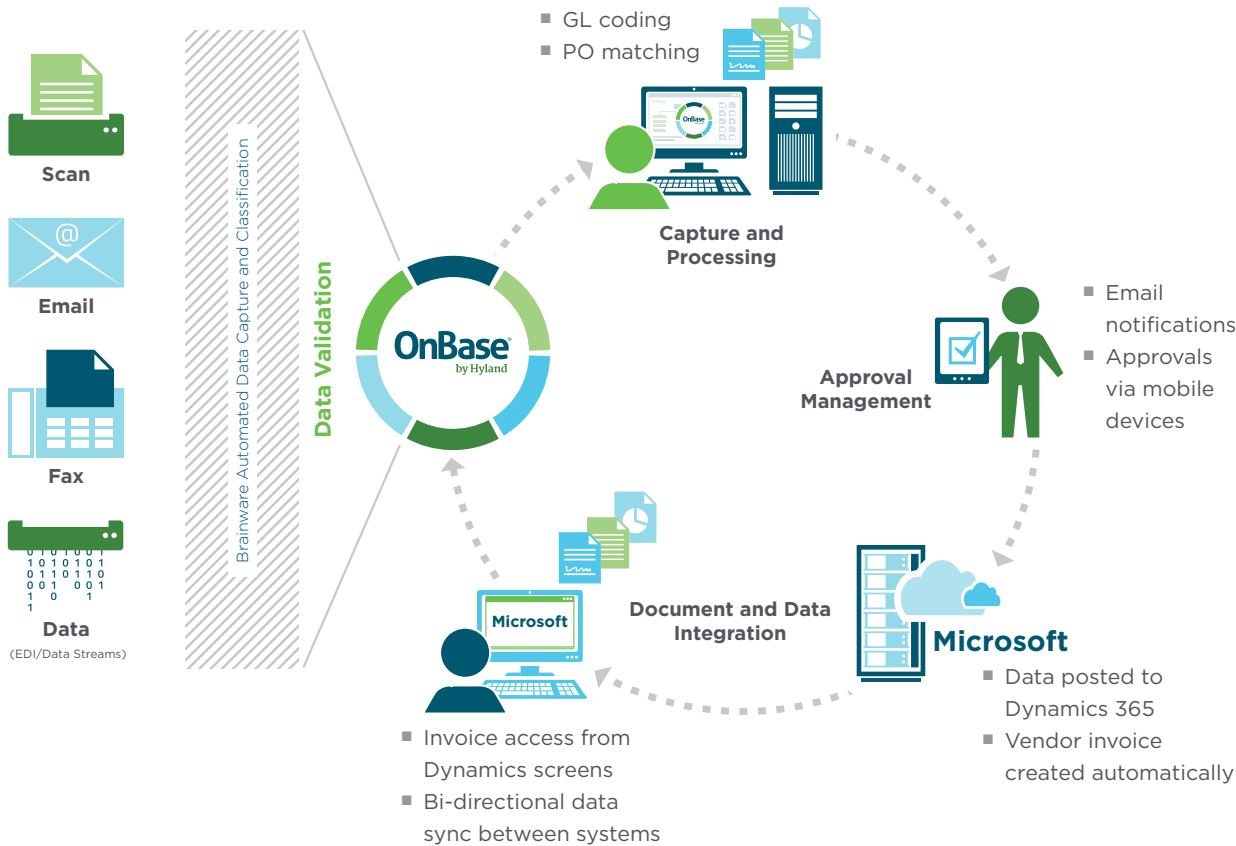 Scan
@
Email
Fax
Data
(EDI/Data Streams)
Brainware Automated Data Capture and Classification
Data Validation
OnBase®
by Hyland
GL coding
PO matching
OnBase
Capture and
Processing
Email
notifications
Approvals
via mobile
devices
Approval
Management
Microsoft
Data posted to
Dynamics 365
Vendor invoice
created automatically
Document and Data
Integration
Microsoft
Invoice access from
Dynamics screens
Bi-directional data
sync between systems